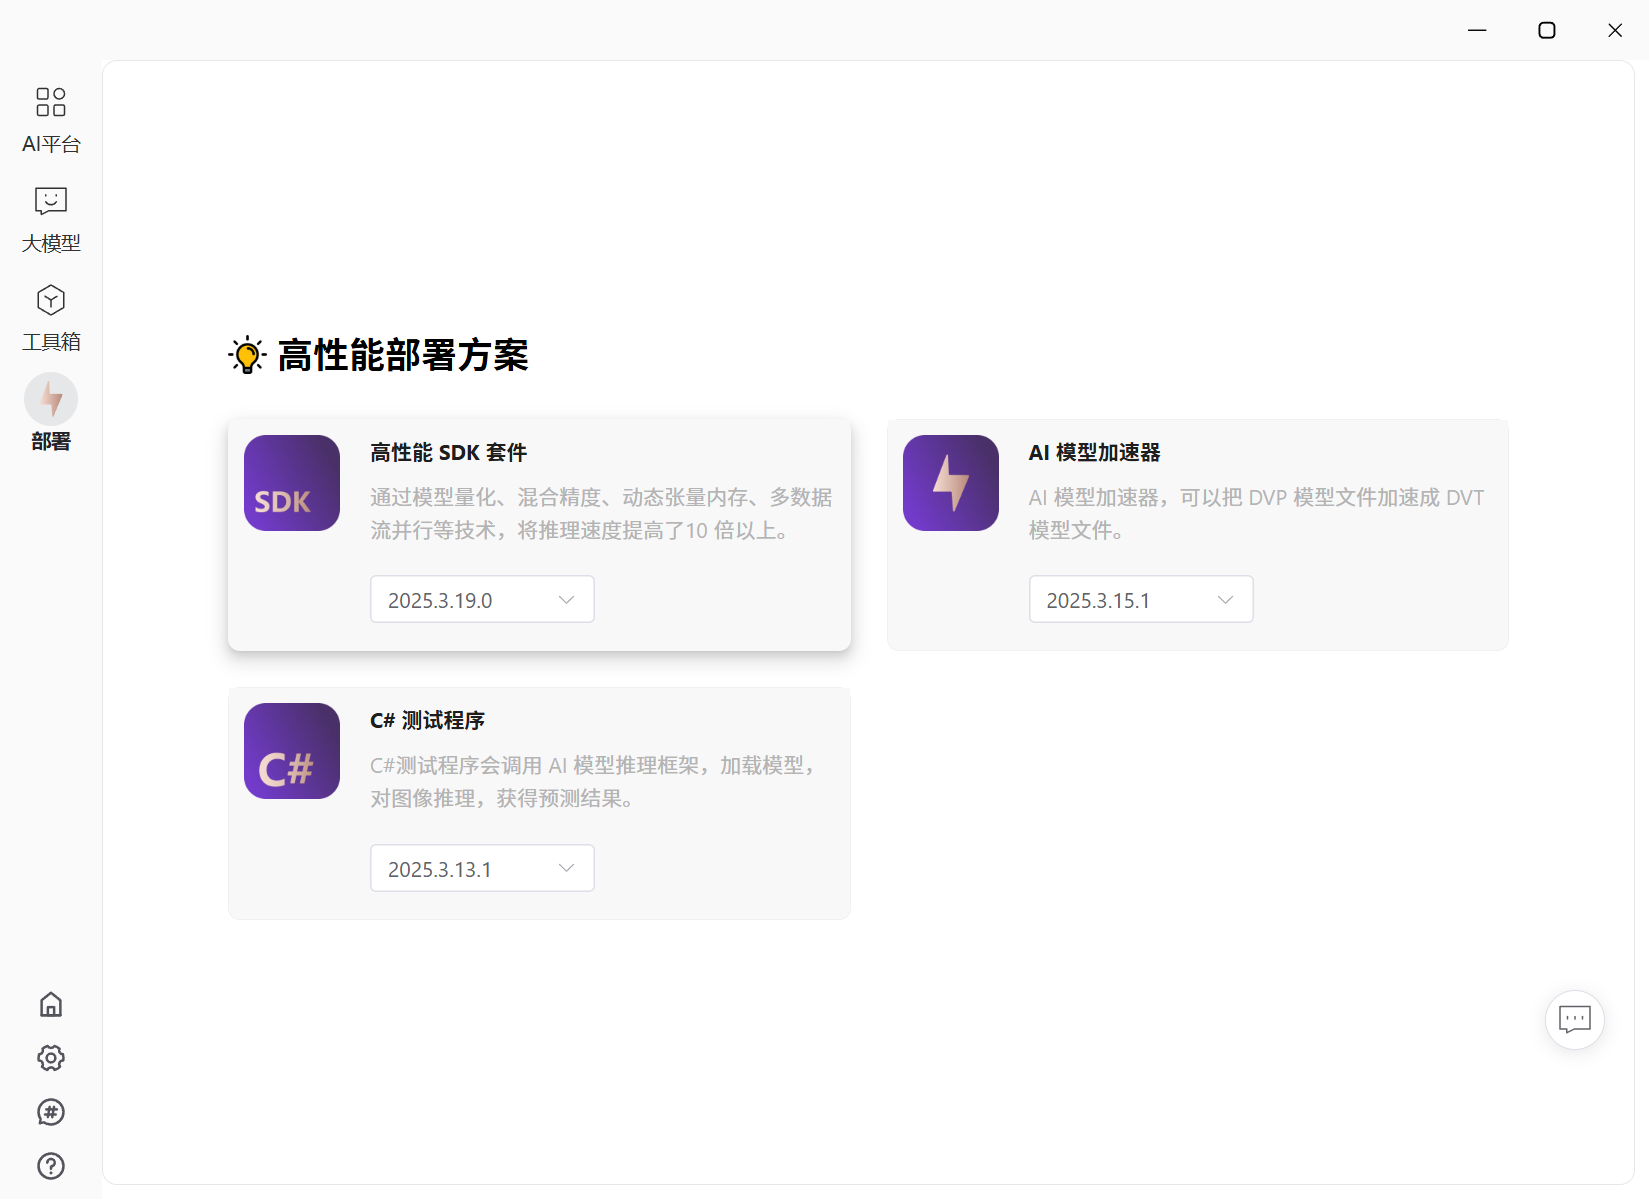 AI平台
大模型
工具箱
部署
高性能部署方案
SDK
高性能 SDK 套件
通过模型量化、混合精度、动态张量内存、多数据
流并行等技术，将推理速度提高了10 倍以上。
2025.3.19.0
AI 模型加速器
AI 模型加速器，可以把 DVP 模型文件加速成 DVT
模型文件。
2025.3.15.1
C#
C# 测试程序
C#测试程序会调用 AI 模型推理框架，加载模型，
对图像推理，获得预测结果。
2025.3.13.1